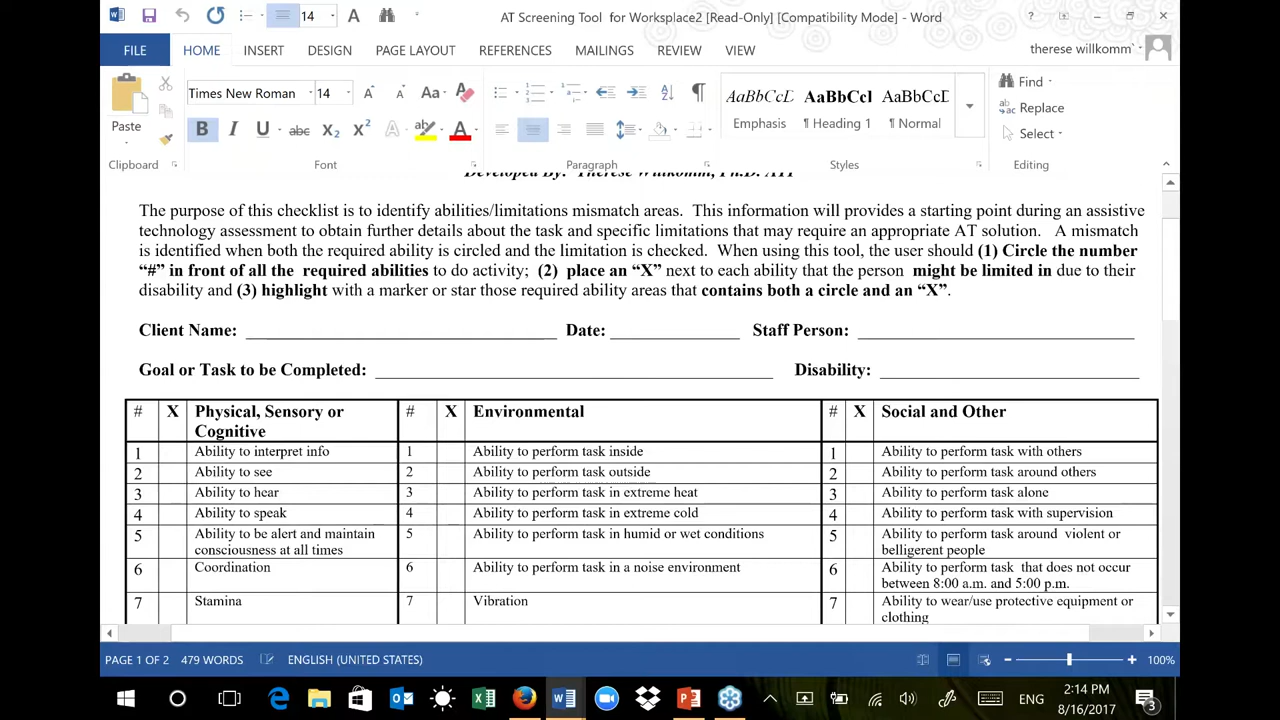 14
AT Screening Tool for Worksplace2 [Read-Only] [Compatibility Mode] - Word
FILE HOME INSERT DESIGN PAGE LAYOUT REFERENCES MAILINGS REVIEW VIEW therese willkomm`
Times New Roman 14 Aa
AaBbCcD AaBbCcl AaBbCcD
Find
Replace
Select
Paste
B I U abc X₂ X² A ab A
Emphasis ¶ Heading 1 ¶ Normal
Clipboard Font Paragraph Styles Editing
Developed By: Therese Willkomm, Ph.D. ATP
The purpose of this checklist is to identify abilities/limitations mismatch areas. This information will provides a starting point during an assistive
technology assessment to obtain further details about the task and specific limitations that may require an appropriate AT solution. A mismatch
is identified when both the required ability is circled and the limitation is checked. When using this tool, the user should (1) Circle the number
“#” in front of all the required abilities to do activity; (2) place an “X” next to each ability that the person might be limited in due to their
disability and (3) highlight with a marker or star those required ability areas that contains both a circle and an “X”.
Client Name: Date: Staff Person:
Goal or Task to be Completed: Disability:
# X Physical, Sensory or Cognitive # X Environmental # X Social and Other
1 Ability to interpret info 1 Ability to perform task inside 1 Ability to perform task with others
2 Ability to see 2 Ability to perform task outside 2 Ability to perform task around others
3 Ability to hear 3 Ability to perform task in extreme heat 3 Ability to perform task alone
4 Ability to speak 4 Ability to perform task in extreme cold 4 Ability to perform task with supervision
5 Ability to be alert and maintain consciousness at all times 5 Ability to perform task in humid or wet conditions 5 Ability to perform task around violent or belligerent people
6 Coordination 6 Ability to perform task in a noise environment 6 Ability to perform task that does not occur between 8:00 a.m. and 5:00 p.m.
7 Stamina 7 Vibration 7 Ability to wear/use protective equipment or clothing
PAGE 1 OF 2 479 WORDS ENGLISH (UNITED STATES) 100%
ENG
2:14 PM
8/16/2017
3